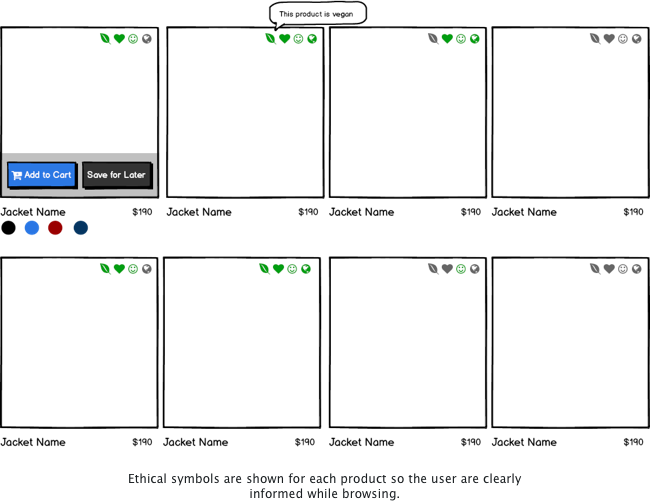 This product is vegan
Add to Cart
Save for Later
Jacket Name
$190
Jacket Name
$190
Jacket Name
$190
Jacket Name
$190
Jacket Name
$190
Jacket Name
$190
Jacket Name
$190
Jacket Name
$190
Ethical symbols are shown for each product so the user are clearly
informed while browsing.